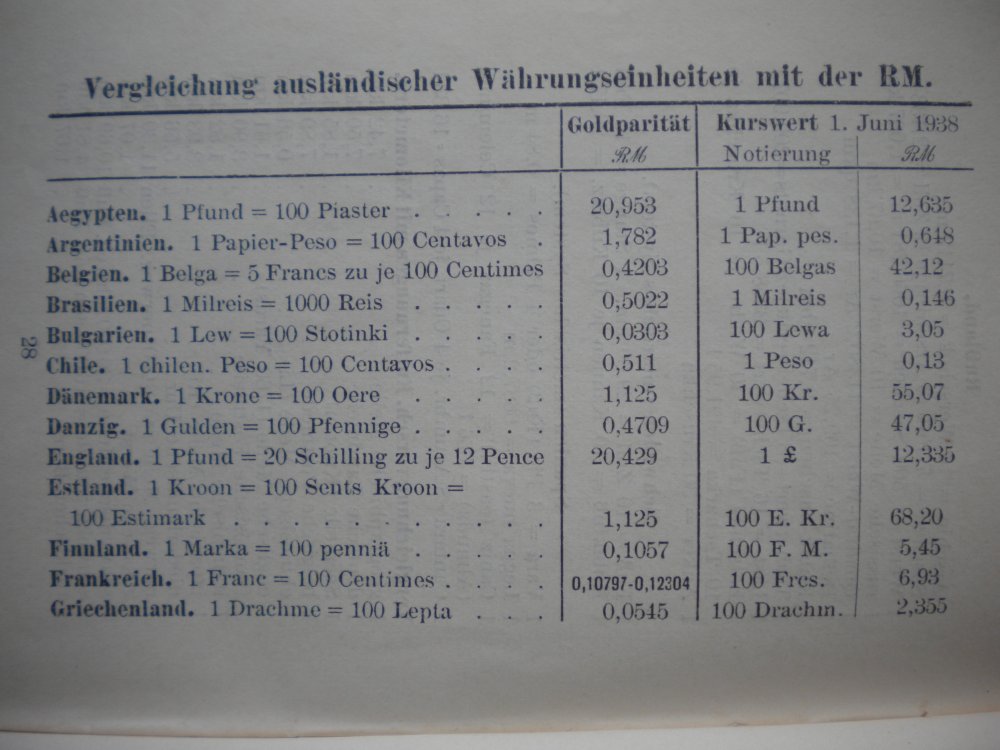 Vergleichung ausländischer Währungseinheiten mit der RM.
Goldparität Kurswert 1. Juni 1938
RM Notierung RM
Aegypten. 1 Pfund = 100 Piaster . . . . . 20,953 1 Pfund 12,635
Argentinien. 1 Papier-Peso = 100 Centavos . 1,782 1 Pap. pes. 0,648
Belgien. 1 Belga = 5 Francs zu je 100 Centimes 0,4203 100 Belgas 42,12
Brasilien. 1 Milreis = 1000 Reis . . . . . 0,5022 1 Milreis 0,146
Bulgarien. 1 Lew = 100 Stotinki . . . . . 0,0303 100 Lewa 3,05
Chile. 1 chilen. Peso = 100 Centavos . . . . 0,511 1 Peso 0,13
Dänemark. 1 Krone = 100 Oere . . . . . 1,125 100 Kr. 55,07
Danzig. 1 Gulden = 100 Pfennige . . . . . 0,4709 100 G. 47,05
England. 1 Pfund = 20 Schilling zu je 12 Pence 20,429 1 £ 12,335
Estland. 1 Kroon = 100 Sents Kroon =
100 Estimark . . . . . . . . . . . 1,125 100 E. Kr. 68,20
Finnland. 1 Marka = 100 penniä . . . . . 0,1057 100 F. M. 5,45
Frankreich. 1 Franc = 100 Centimes . . . . 0,10797-0,12304 100 Frcs. 6,93
Griechenland. 1 Drachme = 100 Lepta . . . 0,0545 100 Drachm. 2,355
28